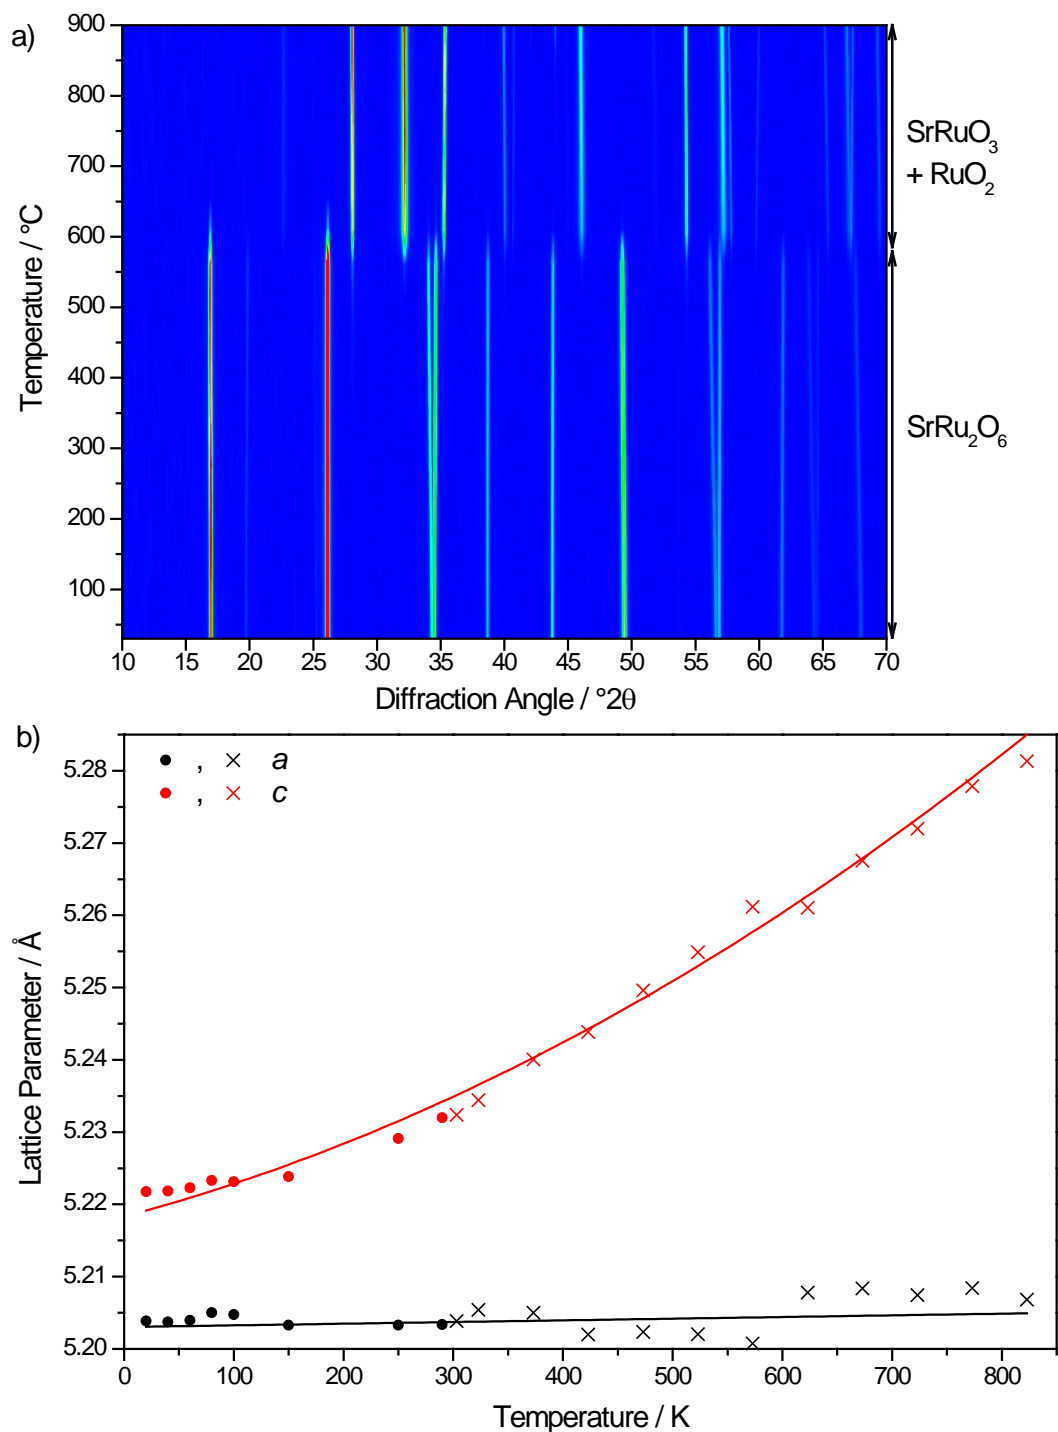 a)
900
800
700
600
500
400
300
200
100
Temperature / °C
10 15 20 25 30 35 40 45 50 55 60 65 70
Diffraction Angle / °2θ
SrRuO3
+ RuO2
SrRu2O6
b)
, a
, c
5.28
5.27
5.26
5.25
5.24
5.23
5.22
5.21
5.20
Lattice Parameter / Å
0 100 200 300 400 500 600 700 800
Temperature / K